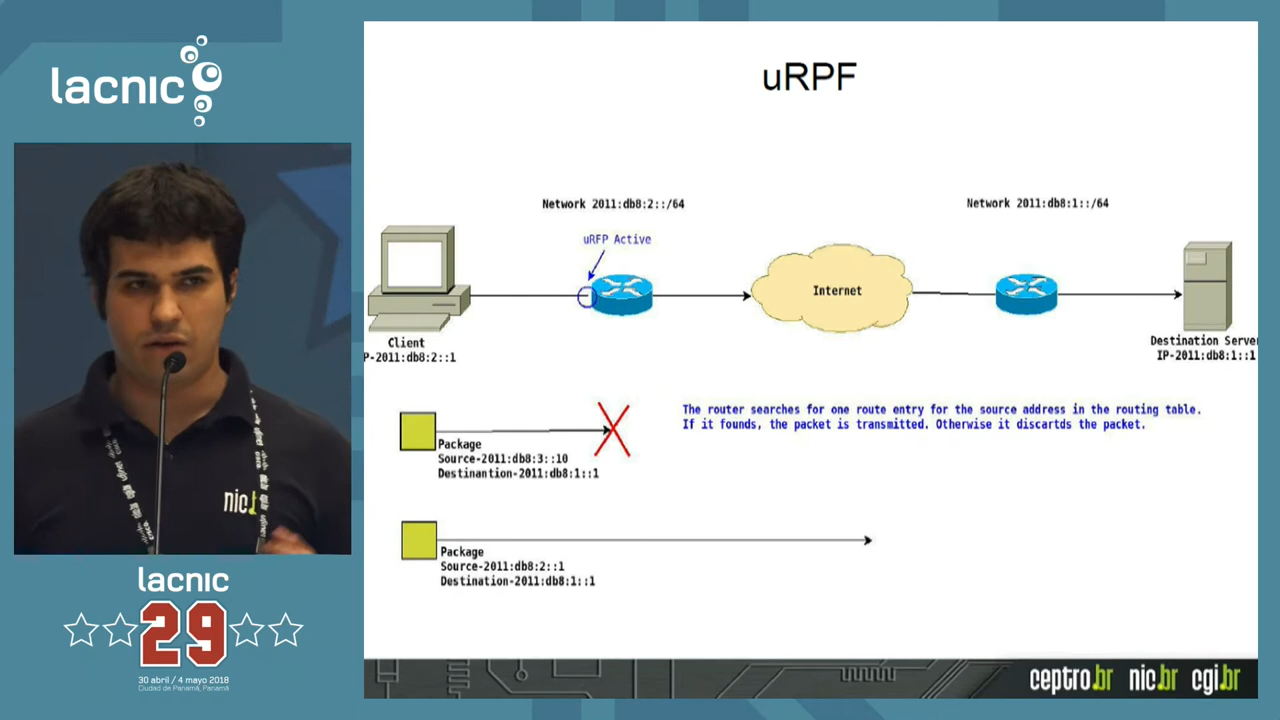 lacnic
uRPF
Network 2011:db8:2::/64
Network 2011:db8:1::/64
uRFP Active
Internet
Client
P-2011:db8:2::1
Destination Serve
IP-2011:db8:1::1
The router searches for one route entry for the source address in the routing table.
If it founds, the packet is transmitted. Otherwise it discartds the packet.
Package
Source-2011:db8:3::10
Destinantion-2011:db8:1::1
nic.
Package
Source-2011:db8:2::1
Destination-2011:db8:1::1
lacnic
29
30 abril / 4 mayo 2018
Ciudad de Panamá, Panamá
ceptro.br nic.br cgi.br